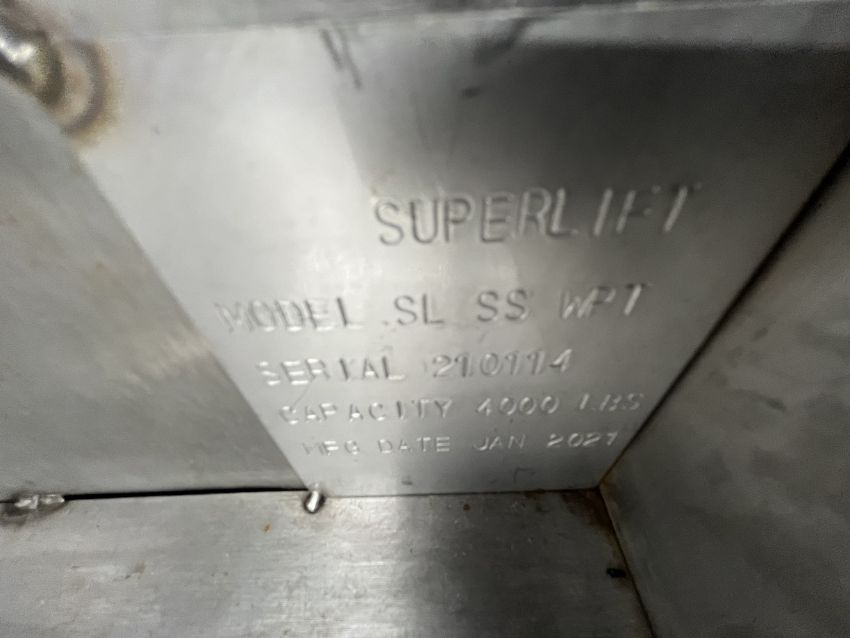 SUPERLIFT
MODEL SL SS WPT
SERIAL 210114
CAPACITY 4000 LBS
MFG DATE JAN 2021